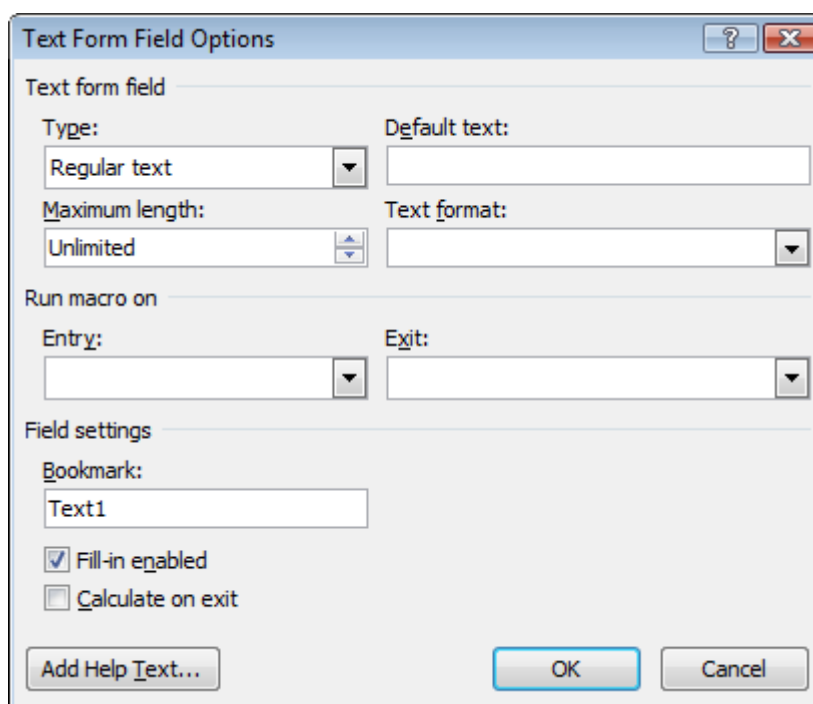 Text Form Field Options
Text form field
Type: Default text:
Regular text
Maximum length: Text format:
Unlimited
Run macro on
Entry: Exit:
Field settings
Bookmark:
Text1
Fill-in enabled
Calculate on exit
Add Help Text... OK Cancel